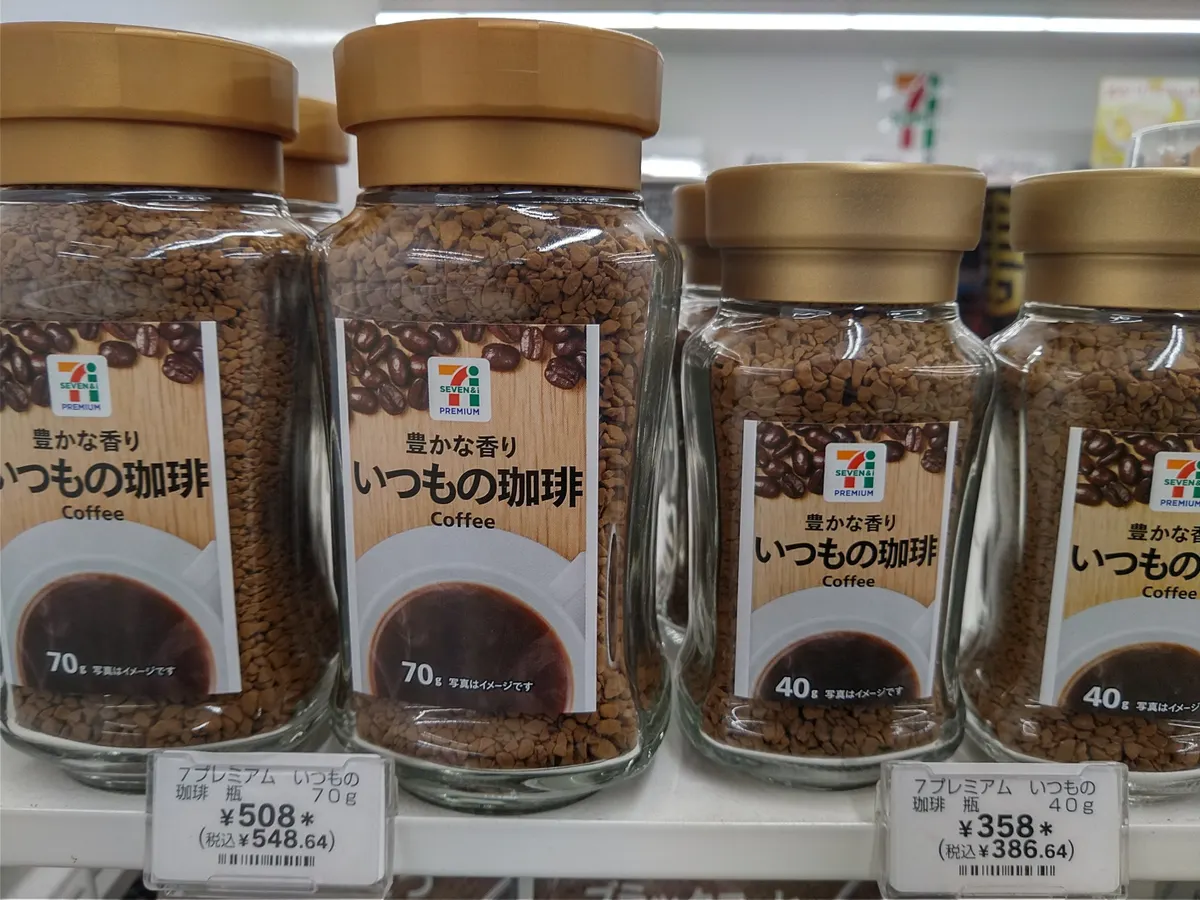 SEVEN&i
PREMIUM
豊かな香り
いつもの珈琲
Coffee
70g 写真はイメージです
7
SEVEN&i
PREMIUM
豊かな香り
いつもの珈琲
Coffee
70g 写真はイメージです
7
SEVEN&i
PREMIUM
豊かな香り
いつもの珈琲
Coffee
40g 写真はイメージです
7
SEVEN&i
PREMIUM
豊かな香
いつもの
Coffee
40g 写真はイメージ
7プレミアム いつもの
珈琲 瓶 70g
¥508*
(税込¥548.64)
7プレミアム いつもの
珈琲 瓶 40g
¥358*
(税込¥386.64)